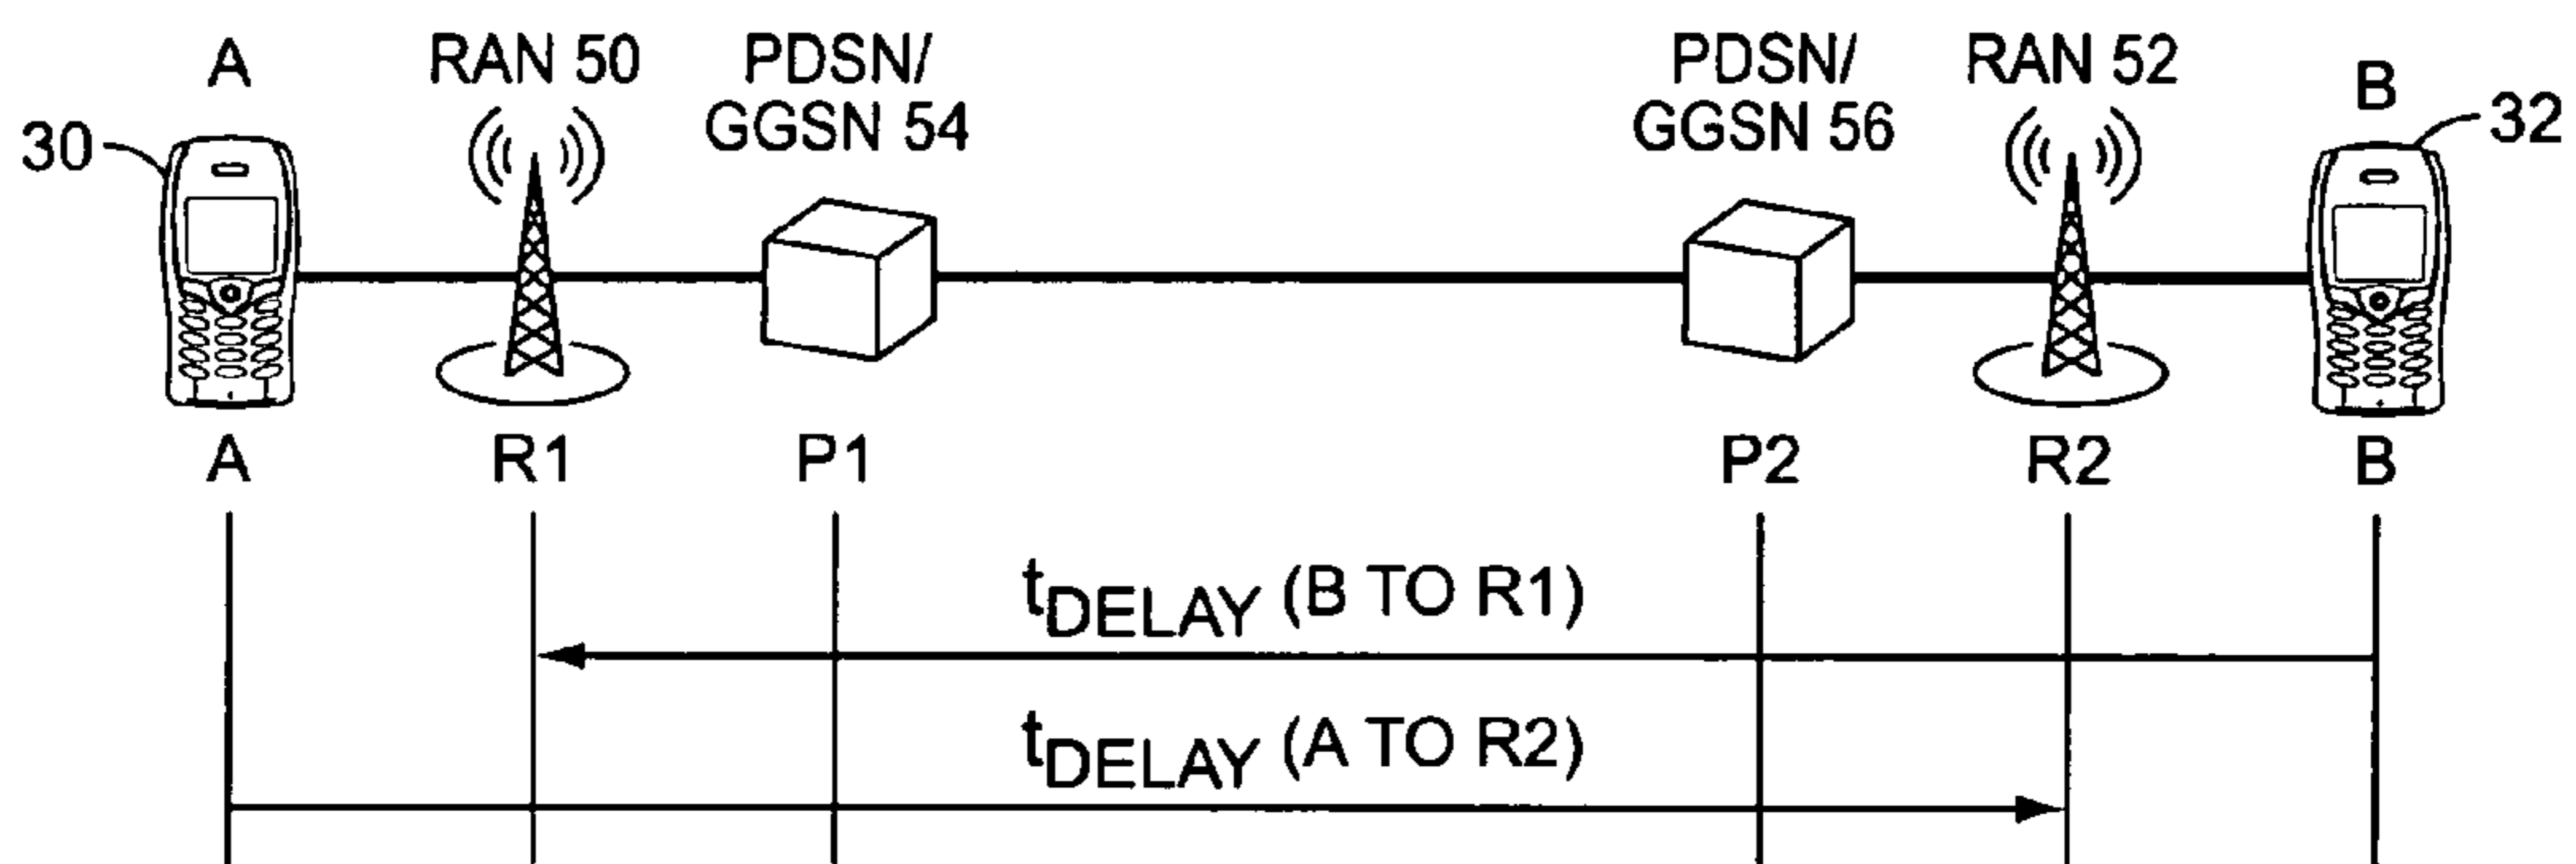 A
RAN 50
PDSN/
GGSN 54
PDSN/
GGSN 56
RAN 52
B
30
32
A
R1
P1
P2
R2
B
tDELAY (B TO R1)
tDELAY (A TO R2)